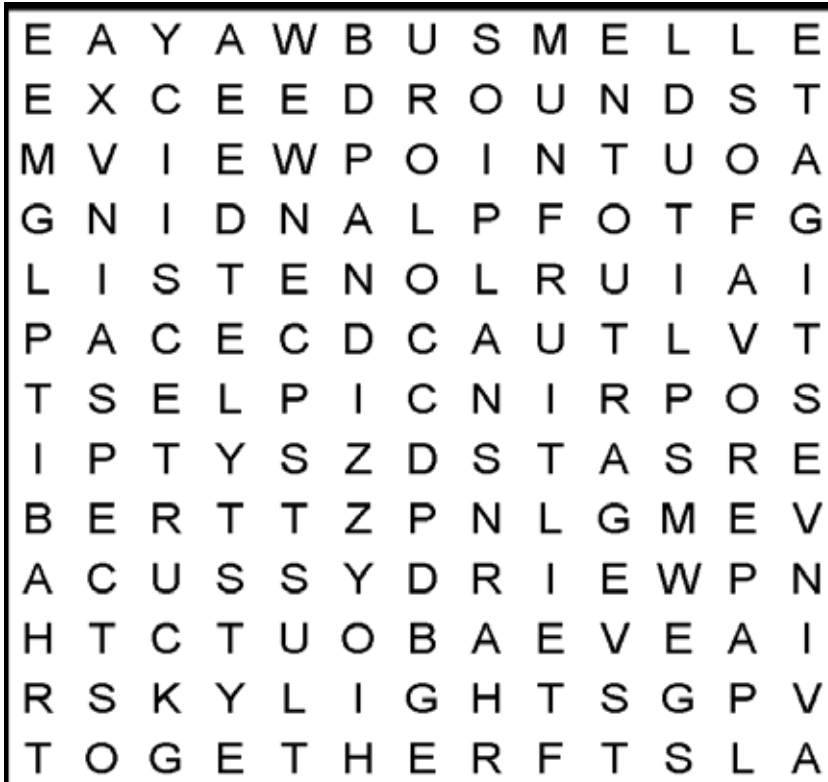 E A Y A W B U S M E L L E
E X C E E D R O U N D S T
M V I E W P O I N T U O A
G N I D N A L P F O T F G
L I S T E N O L R U I A I
P A C E C D C A U T L V T
T S E L P I C N I R P O S
I P T Y S Z D S T A S R E
B E R T T Z P N L G M E V
A C U S S Y D R I E W P N
H T C T U O B A E V E A I
R S K Y L I G H T S G P V
T O G E T H E R F T S L A